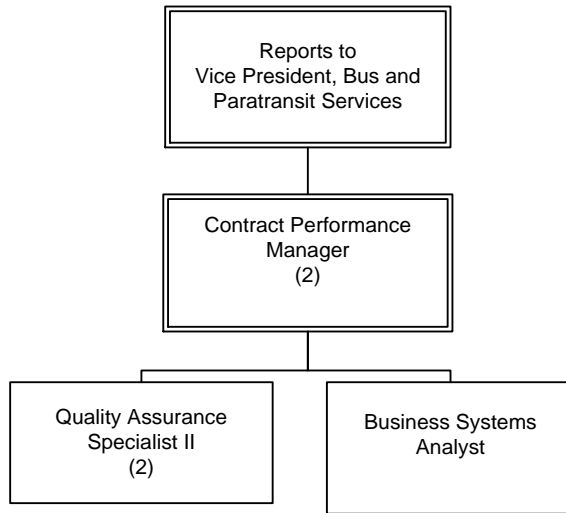 Reports to
Vice President, Bus and
Paratransit Services
Contract Performance
Manager
(2)
Quality Assurance
Specialist II
(2)
Business Systems
Analyst